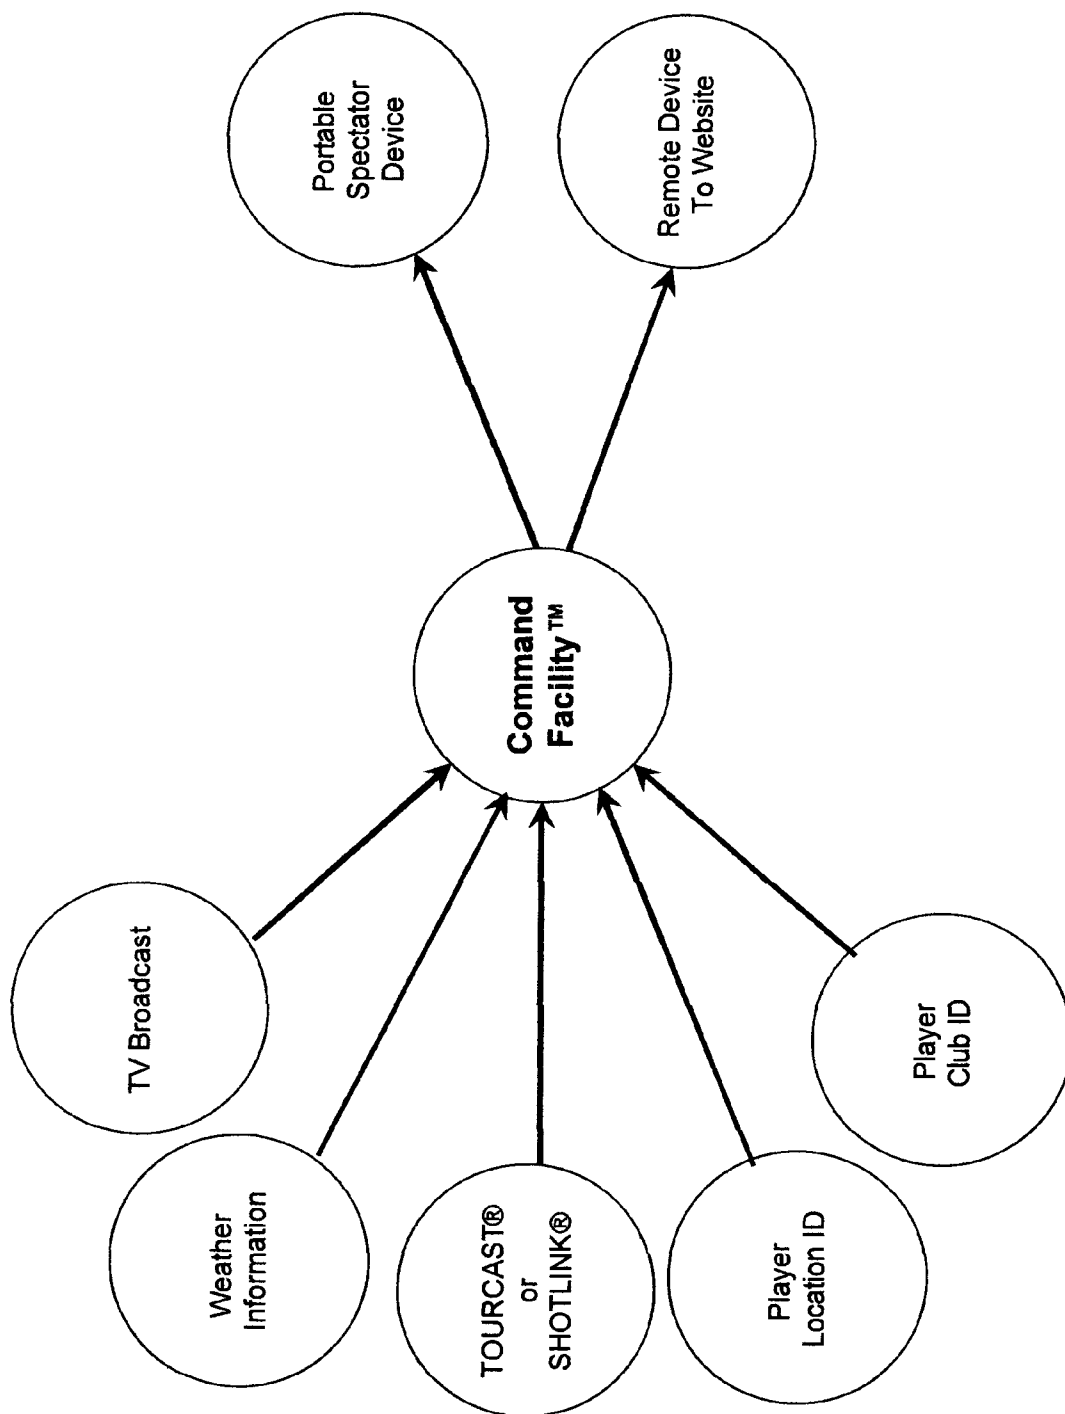 TV Broadcast
Weather
Information
TOURCAST®
or
SHOTLINK®
Player
Location ID
Player
Club ID
Command
Facility™
Portable
Spectator
Device
Remote Device
To Website